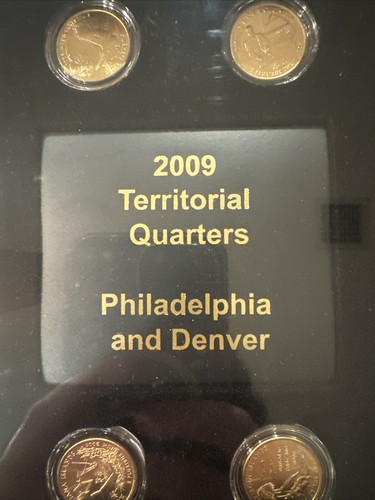 2009
Territorial
Quarters
Philadelphia
and Denver